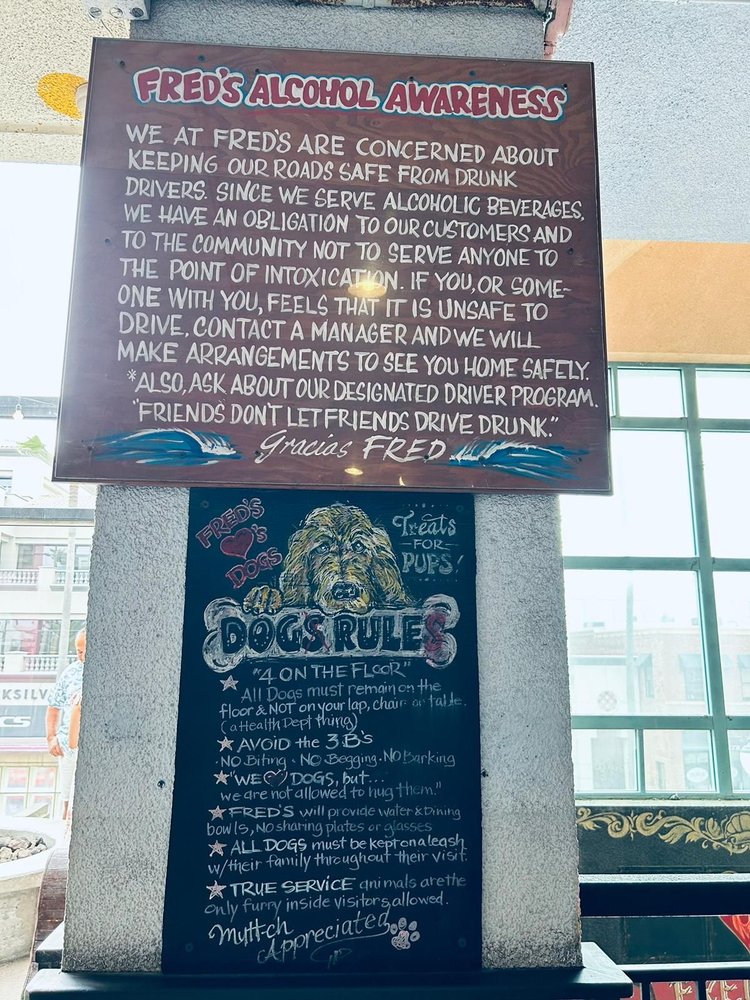 FRED'S ALCOHOL AWARENESS
WE AT FRED'S ARE CONCERNED ABOUT
KEEPING OUR ROADS SAFE FROM DRUNK
DRIVERS. SINCE WE SERVE ALCOHOLIC BEVERAGES,
WE HAVE AN OBLIGATION TO OUR CUSTOMERS AND
TO THE COMMUNITY NOT TO SERVE ANYONE TO
THE POINT OF INTOXICATION. IF YOU, OR SOME-
ONE WITH YOU, FEELS THAT IT IS UNSAFE TO
DRIVE, CONTACT A MANAGER AND WE WILL
MAKE ARRANGEMENTS TO SEE YOU HOME SAFELY.
*ALSO, ASK ABOUT OUR DESIGNATED DRIVER PROGRAM.
"FRIENDS DON'T LET FRIENDS DRIVE DRUNK."
Gracias FRED
FRED'S
♥'s
DOGS
Treats
-FOR-
PUPS!
DOG'S RULES
"4 ON THE FLOOR"
☆ All Dogs must remain on the
floor & NOT on your lap, chair or table.
(a Health Dept thing)
☆ AVOID the 3 B's
·NO Biting · NO Begging ·NO Barking
☆ "WE ♡ DOGS, but...
we are not allowed to hug them."
☆ FRED'S will provide water & Dining
bowls, NO sharing plates or glasses
☆ ALL DOGS must be kept on a leash
w/their family throughout their visit.
☆ TRUE SERVICE animals are the
only furry inside visitors allowed.
Mutt-ch
Appreciated
KSILV